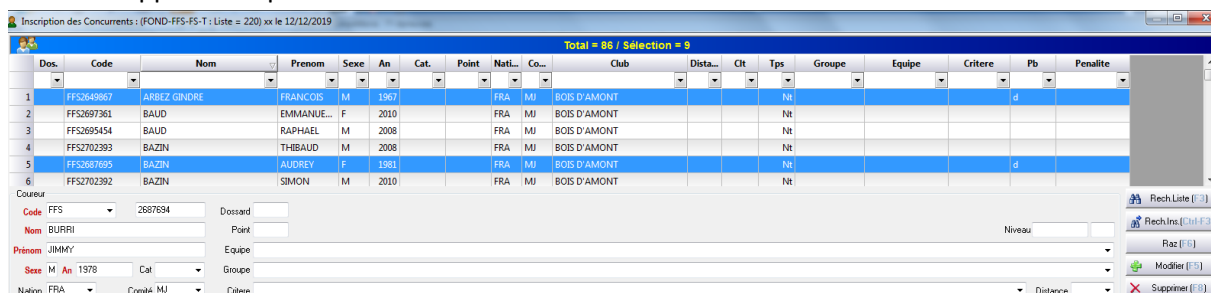 Inscription des Concurrents : (FOND-FFS-FS-T : Liste = 220) xx le 12/12/2019
Total = 86 / Sélection = 9
Dos. Code Nom Prenom Sexe An Cat. Point Nati... Co... Club Dista... Clt Tps Groupe Equipe Critere Pb Penalite
1 FFS2649867 ARBEZ GINDRE FRANCOIS M 1967 FRA MJ BOIS D'AMONT Nt d
2 FFS2697361 BAUD EMMANUE... F 2010 FRA MJ BOIS D'AMONT Nt
3 FFS2695454 BAUD RAPHAEL M 2008 FRA MJ BOIS D'AMONT Nt
4 FFS2702393 BAZIN THIBAUD M 2008 FRA MJ BOIS D'AMONT Nt
5 FFS2687695 BAZIN AUDREY F 1981 FRA MJ BOIS D'AMONT Nt d
6 FFS2702392 BAZIN SIMON M 2010 FRA MJ BOIS D'AMONT Nt
Coureur
Code FFS 2687694 Dossard
Nom BURRI Point Niveau
Prénom JIMMY Equipe
Sexe M An 1978 Cat Groupe
Nation FRA Comité MJ Critere Distance
Rech.Liste (F3)
Rech.Ins.(Ctrl-F3
Raz (F6)
Modifier (F5)
Supprimer (F8)